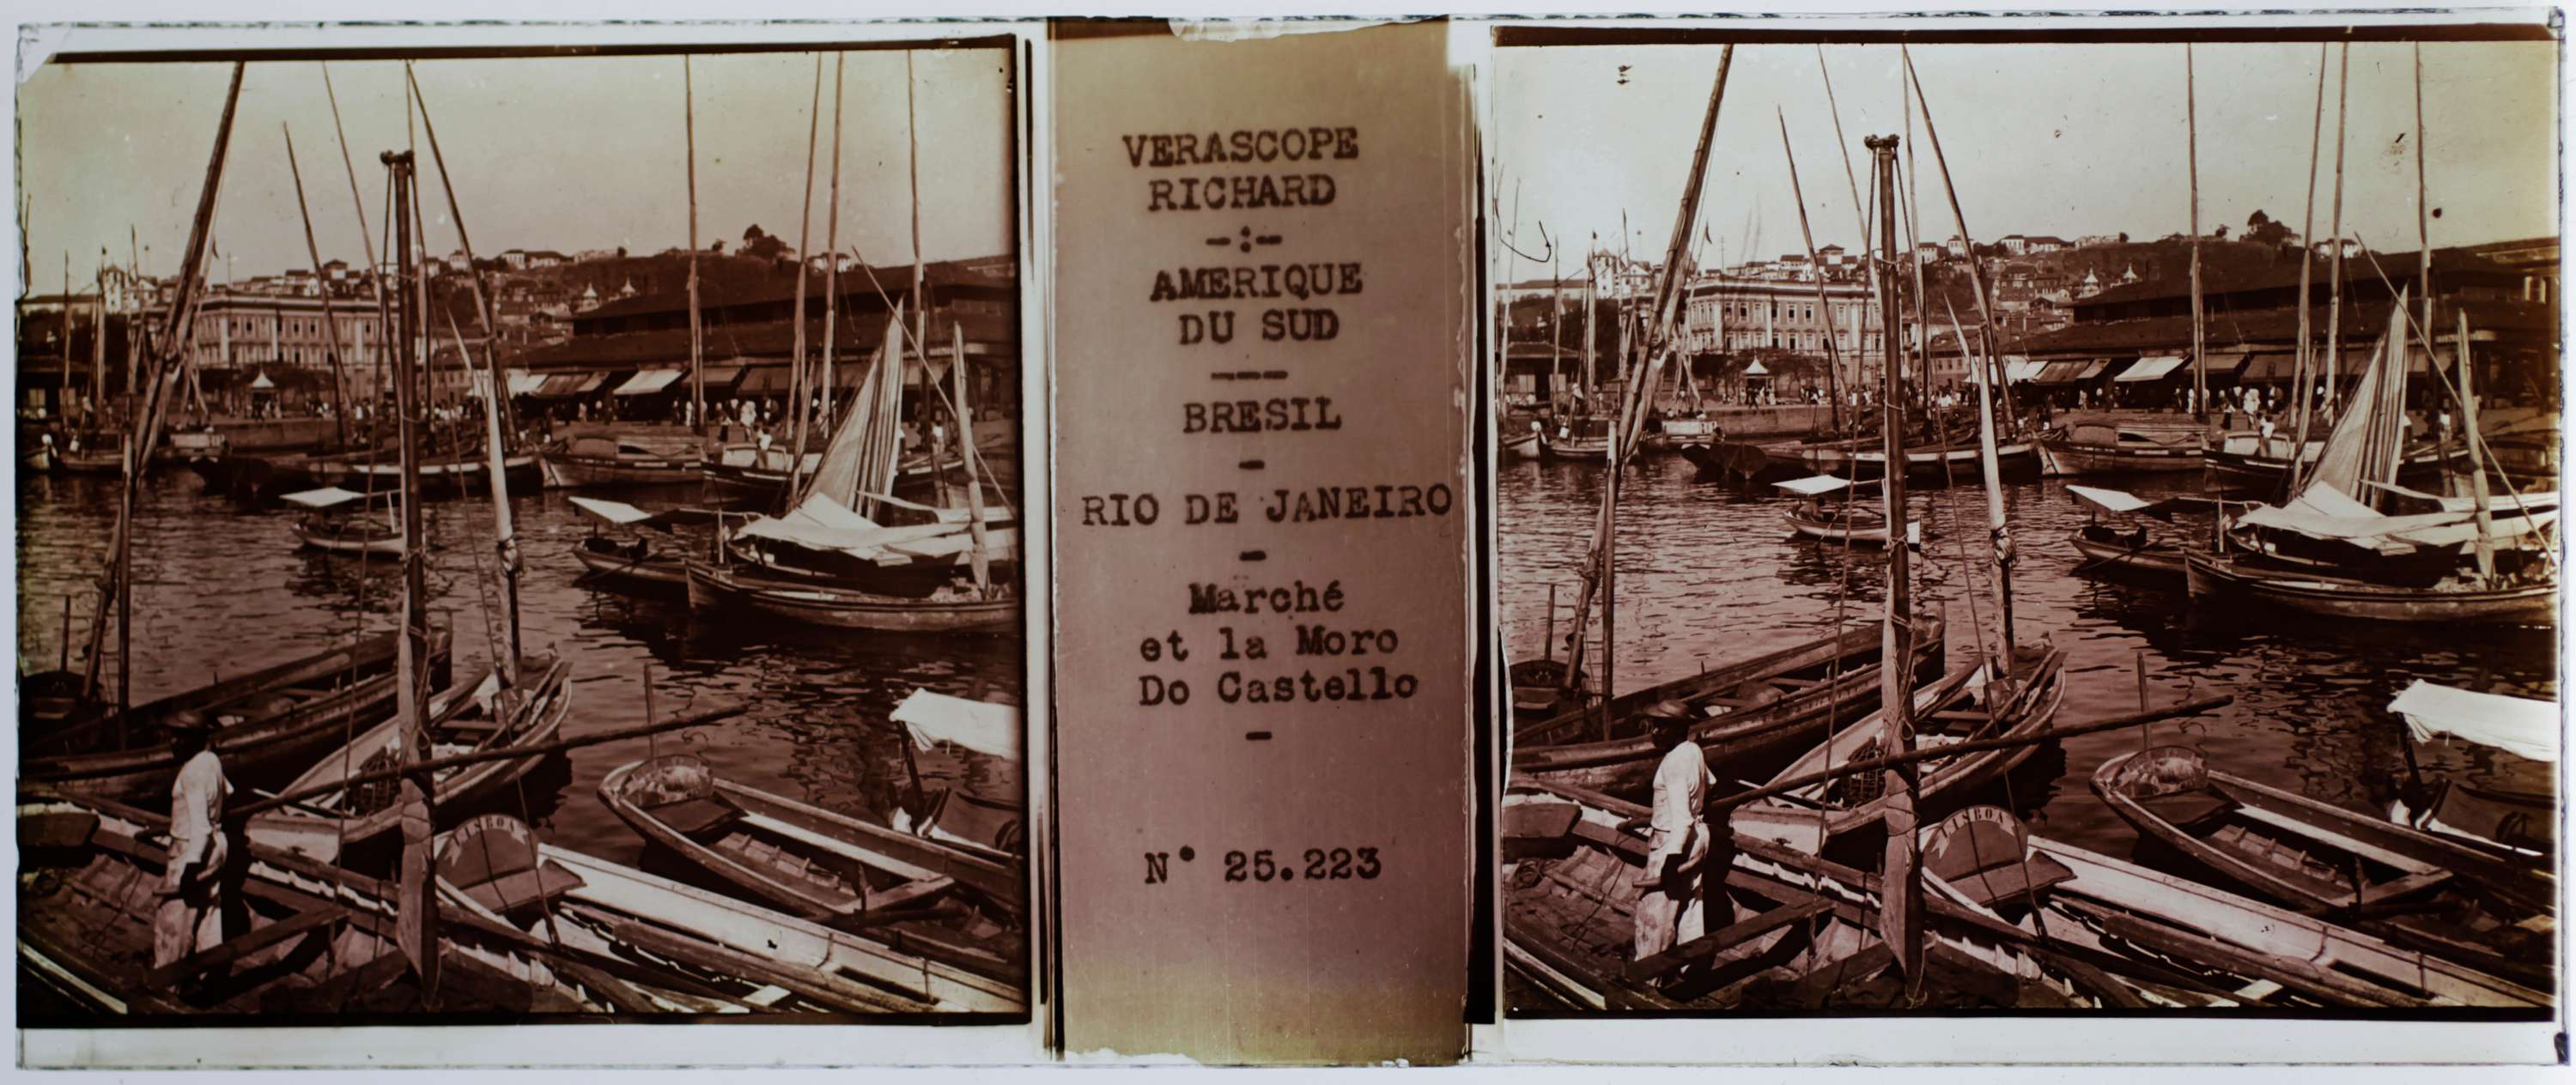 VERASCOPE
RICHARD
-:-
AMERIQUE
DU SUD
---
BRESIL
-
RIO DE JANEIRO
-
Marché
et la Moro
Do Castello
-
N° 25.223
LISBOA
LISBOA